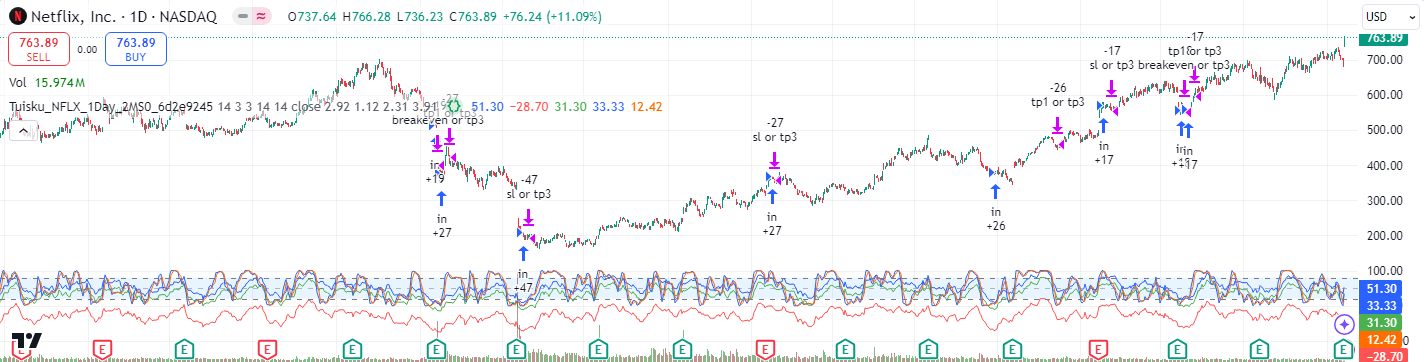 Netflix, Inc. · 1D · NASDAQ O737.64 H766.28 L736.23 C763.89 +76.24 (+11.09%)
USD
763.89 SELL
0.00
763.89 BUY
Vol 15.974M
Tuisku_NFLX_1Day_2MS0_6d2e9245 14 3 3 14 14 close 2.92 1.12 2.31 3.91 51.30 −28.70 31.30 33.33 12.42
763.89
700.00
600.00
500.00
400.00
300.00
200.00
100.00
51.30
33.33
31.30
12.42
−28.70
-27
breakeven or tp3
in
+19
in
+27
-47
sl or tp3
in
+47
-27
sl or tp3
in
+27
in
+26
-26
tp1 or tp3
-17
sl or tp3
in
+17
-17
breakeven or tp3
in
+17
E E E E E E E E E E E E E E E E E